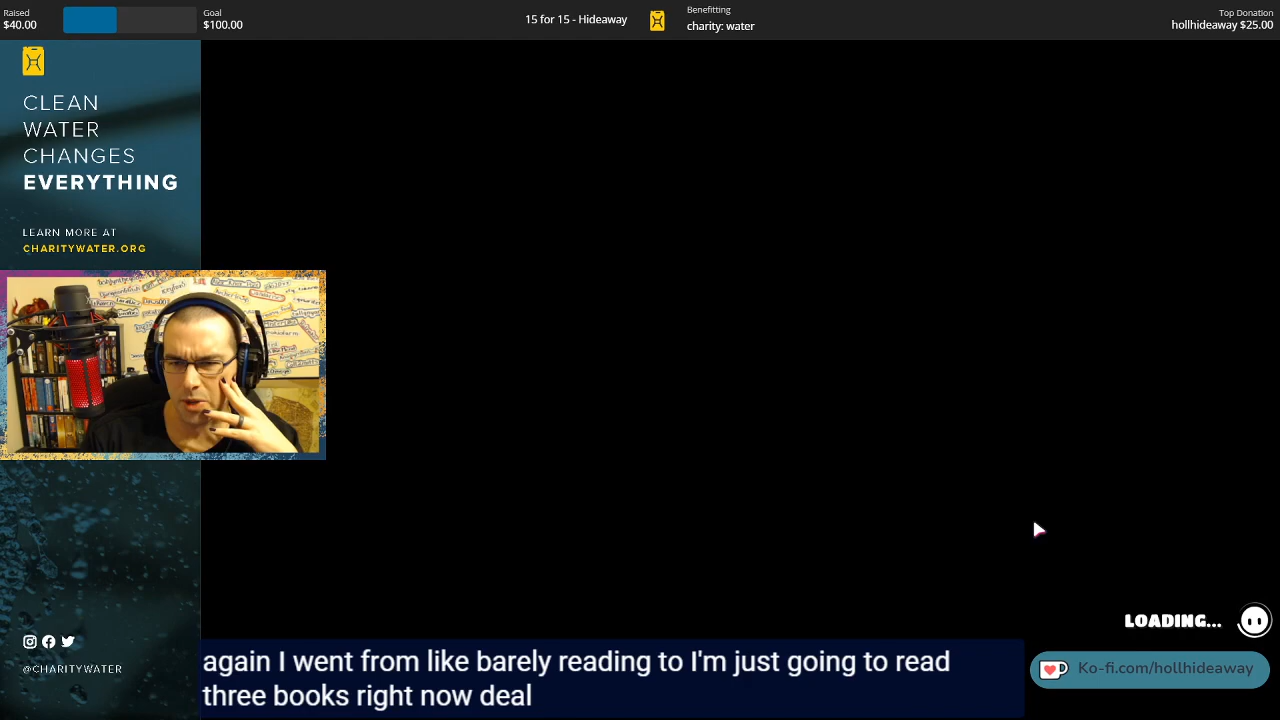 Raised
$40.00
Goal
$100.00
15 for 15 - Hideaway
Benefitting
charity: water
Top Donation
hollhideaway $25.00
CLEAN
WATER
CHANGES
EVERYTHING
LEARN MORE AT
CHARITYWATER.ORG
@CHARITYWATER
LOADING...
again I went from like barely reading to I'm just going to read
three books right now deal
Ko-fi.com/hollhideaway